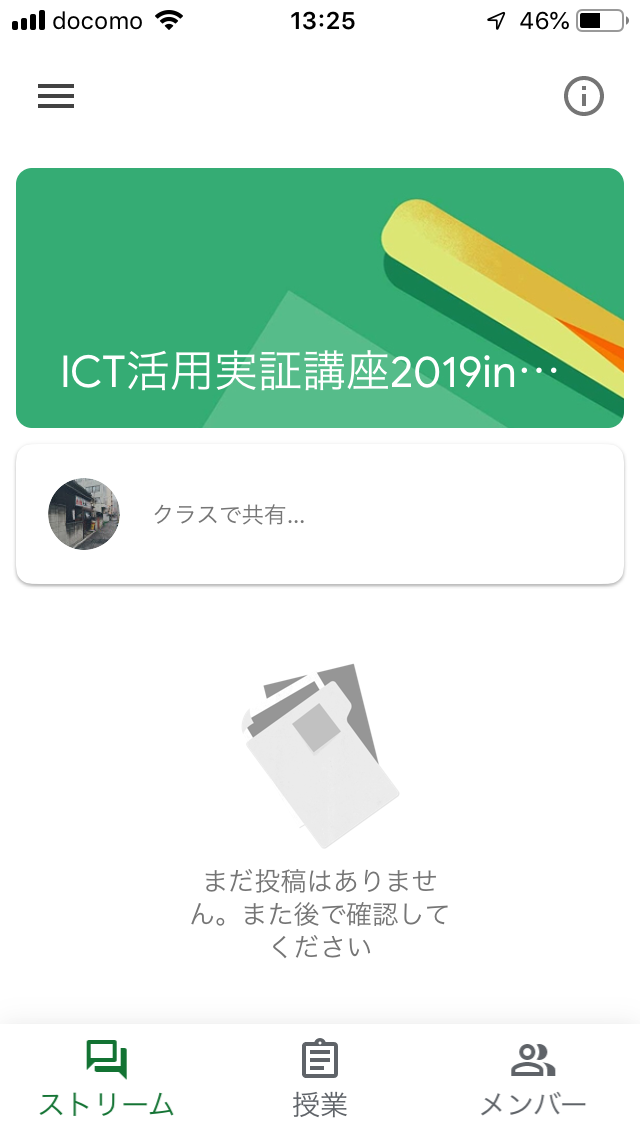 docomo 13:25 46%
ICT活用実証講座2019in…
クラスで共有...
まだ投稿はありませ
ん。また後で確認して
ください
ストリーム 授業 メンバー